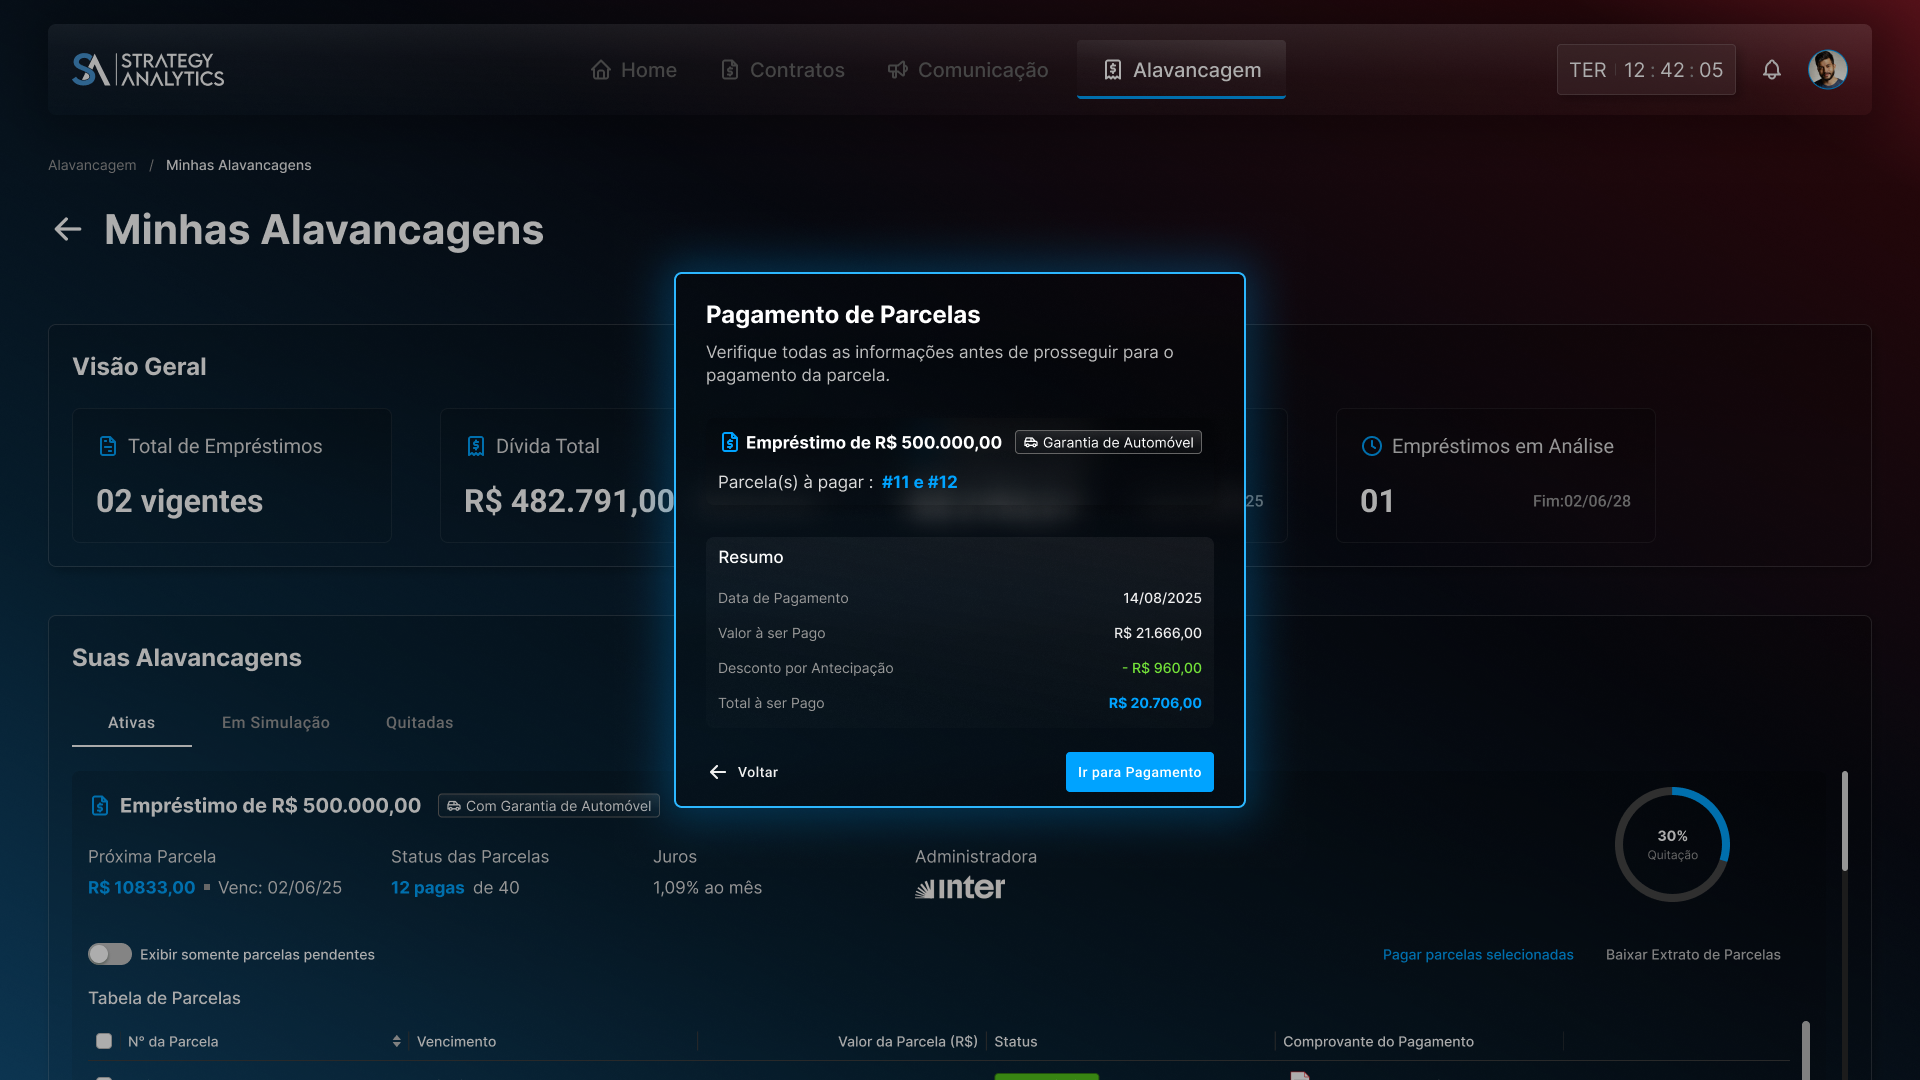 SA STRATEGY ANALYTICS
Home
Contratos
Comunicação
Alavancagem
TER 12 : 42 : 05
Alavancagem / Minhas Alavancagens
Minhas Alavancagens
Visão Geral
Total de Empréstimos
02 vigentes
Dívida Total
R$ 482.791,00
25
Empréstimos em Análise
01
Fim:02/06/28
Pagamento de Parcelas
Verifique todas as informações antes de prosseguir para o
pagamento da parcela.
Empréstimo de R$ 500.000,00 Garantia de Automóvel
Parcela(s) à pagar : #11 e #12
Resumo
Data de Pagamento 14/08/2025
Valor à ser Pago R$ 21.666,00
Desconto por Antecipação - R$ 960,00
Total à ser Pago R$ 20.706,00
Voltar
Ir para Pagamento
Suas Alavancagens
Ativas
Em Simulação
Quitadas
Empréstimo de R$ 500.000,00 Com Garantia de Automóvel
Próxima Parcela
R$ 10833,00 Venc: 02/06/25
Status das Parcelas
12 pagas de 40
Juros
1,09% ao mês
Administradora
inter
30%
Quitação
Exibir somente parcelas pendentes
Pagar parcelas selecionadas
Baixar Extrato de Parcelas
Tabela de Parcelas
N° da Parcela
Vencimento
Valor da Parcela (R$)
Status
Comprovante do Pagamento